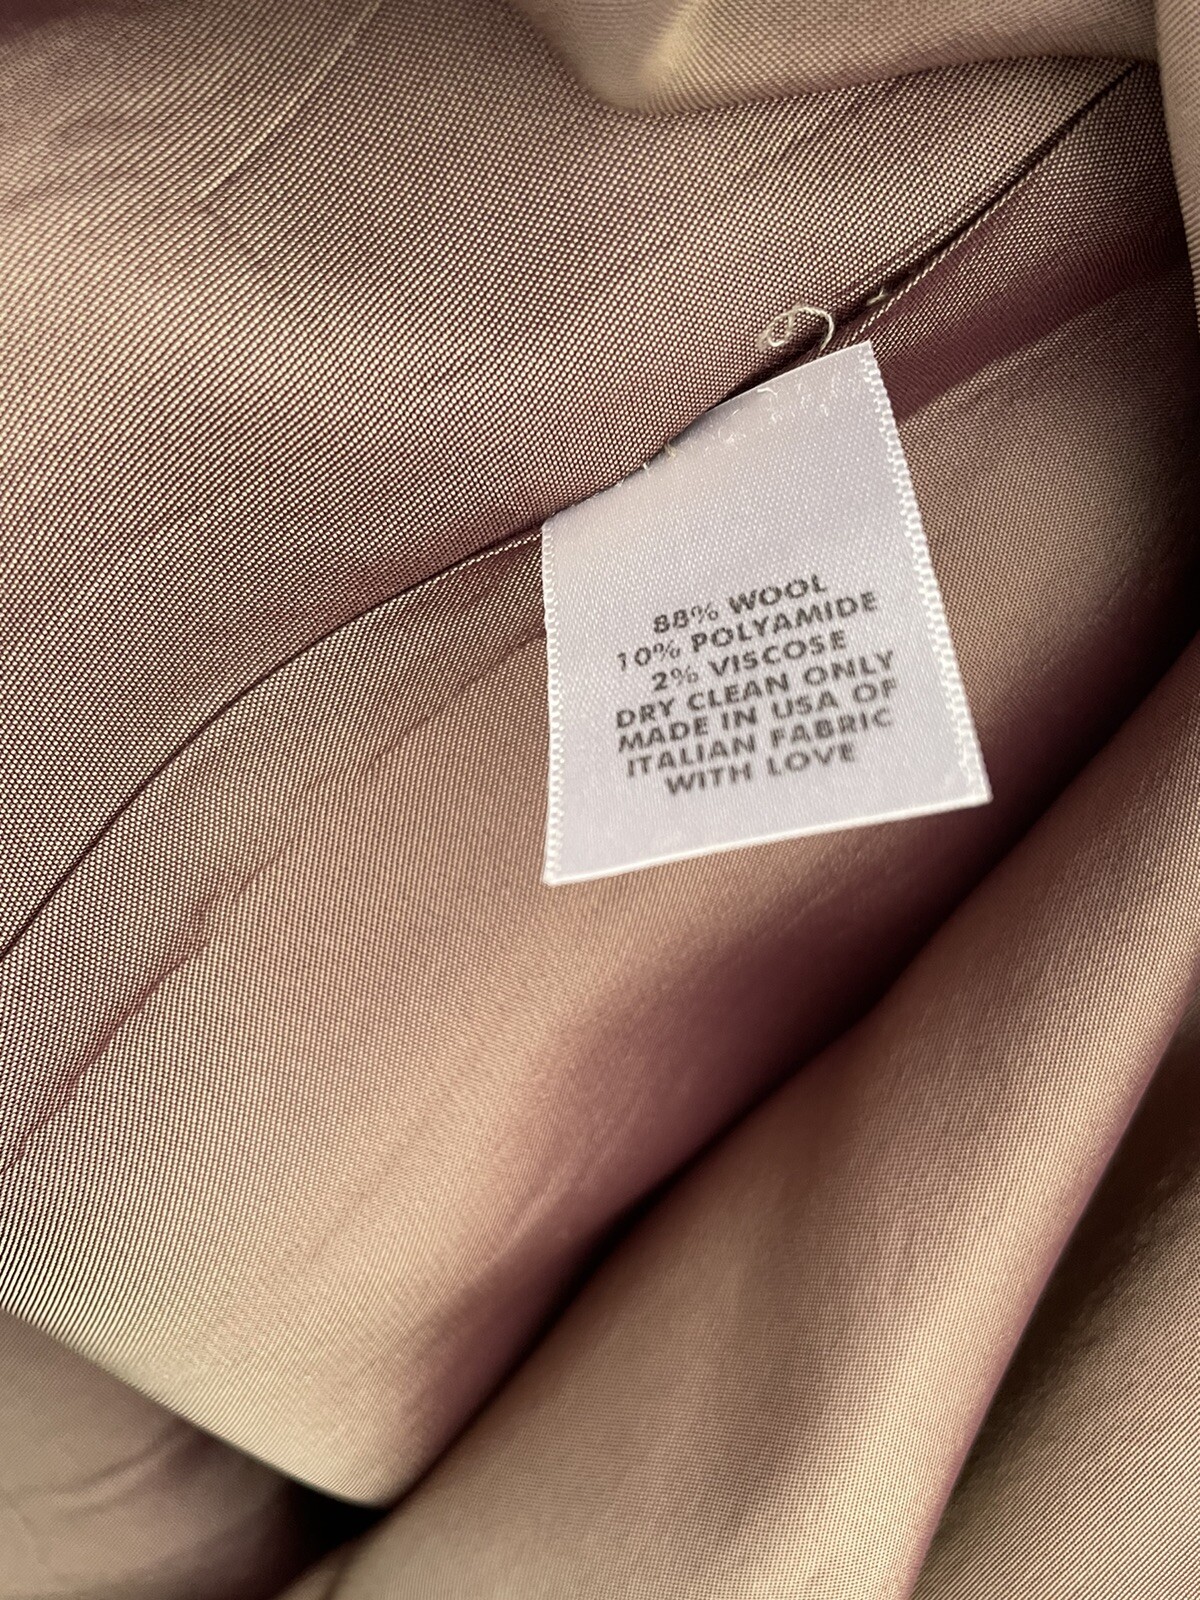 88% WOOL
10% POLYAMIDE
2% VISCOSE
DRY CLEAN ONLY
MADE IN USA OF
ITALIAN FABRIC
WITH LOVE